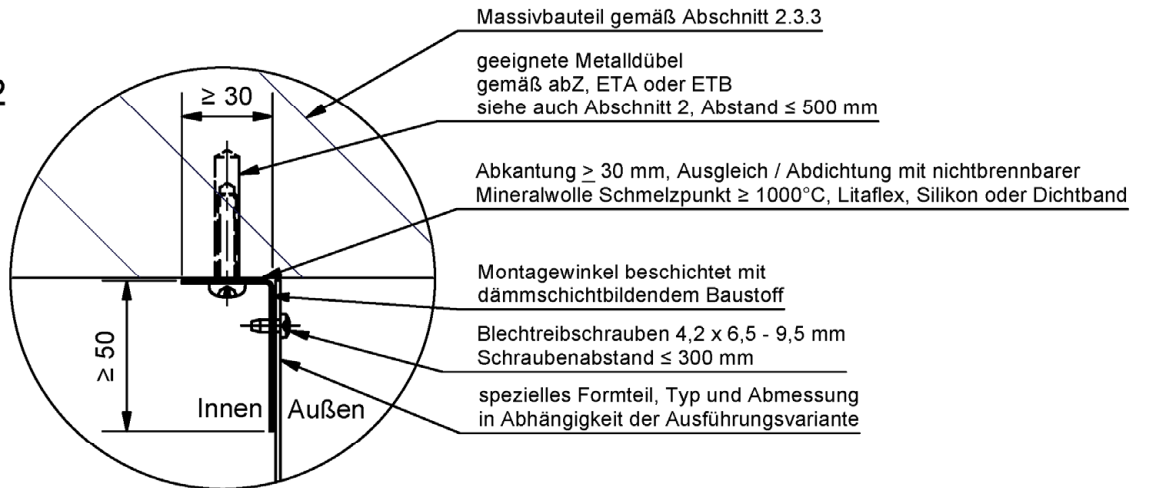 Massivbauteil gemäß Abschnitt 2.3.3
geeignete Metalldübel
gemäß abZ, ETA oder ETB
siehe auch Abschnitt 2, Abstand ≤ 500 mm
≥ 30
Abkantung ≥ 30 mm, Ausgleich / Abdichtung mit nichtbrennbarer
Mineralwolle Schmelzpunkt ≥ 1000°C, Litaflex, Silikon oder Dichtband
Montagewinkel beschichtet mit
dämmschichtbildendem Baustoff
Blechtreibschrauben 4,2 x 6,5 - 9,5 mm
Schraubenabstand ≤ 300 mm
≥ 50
spezielles Formteil, Typ und Abmessung
in Abhängigkeit der Ausführungsvariante
Innen Außen